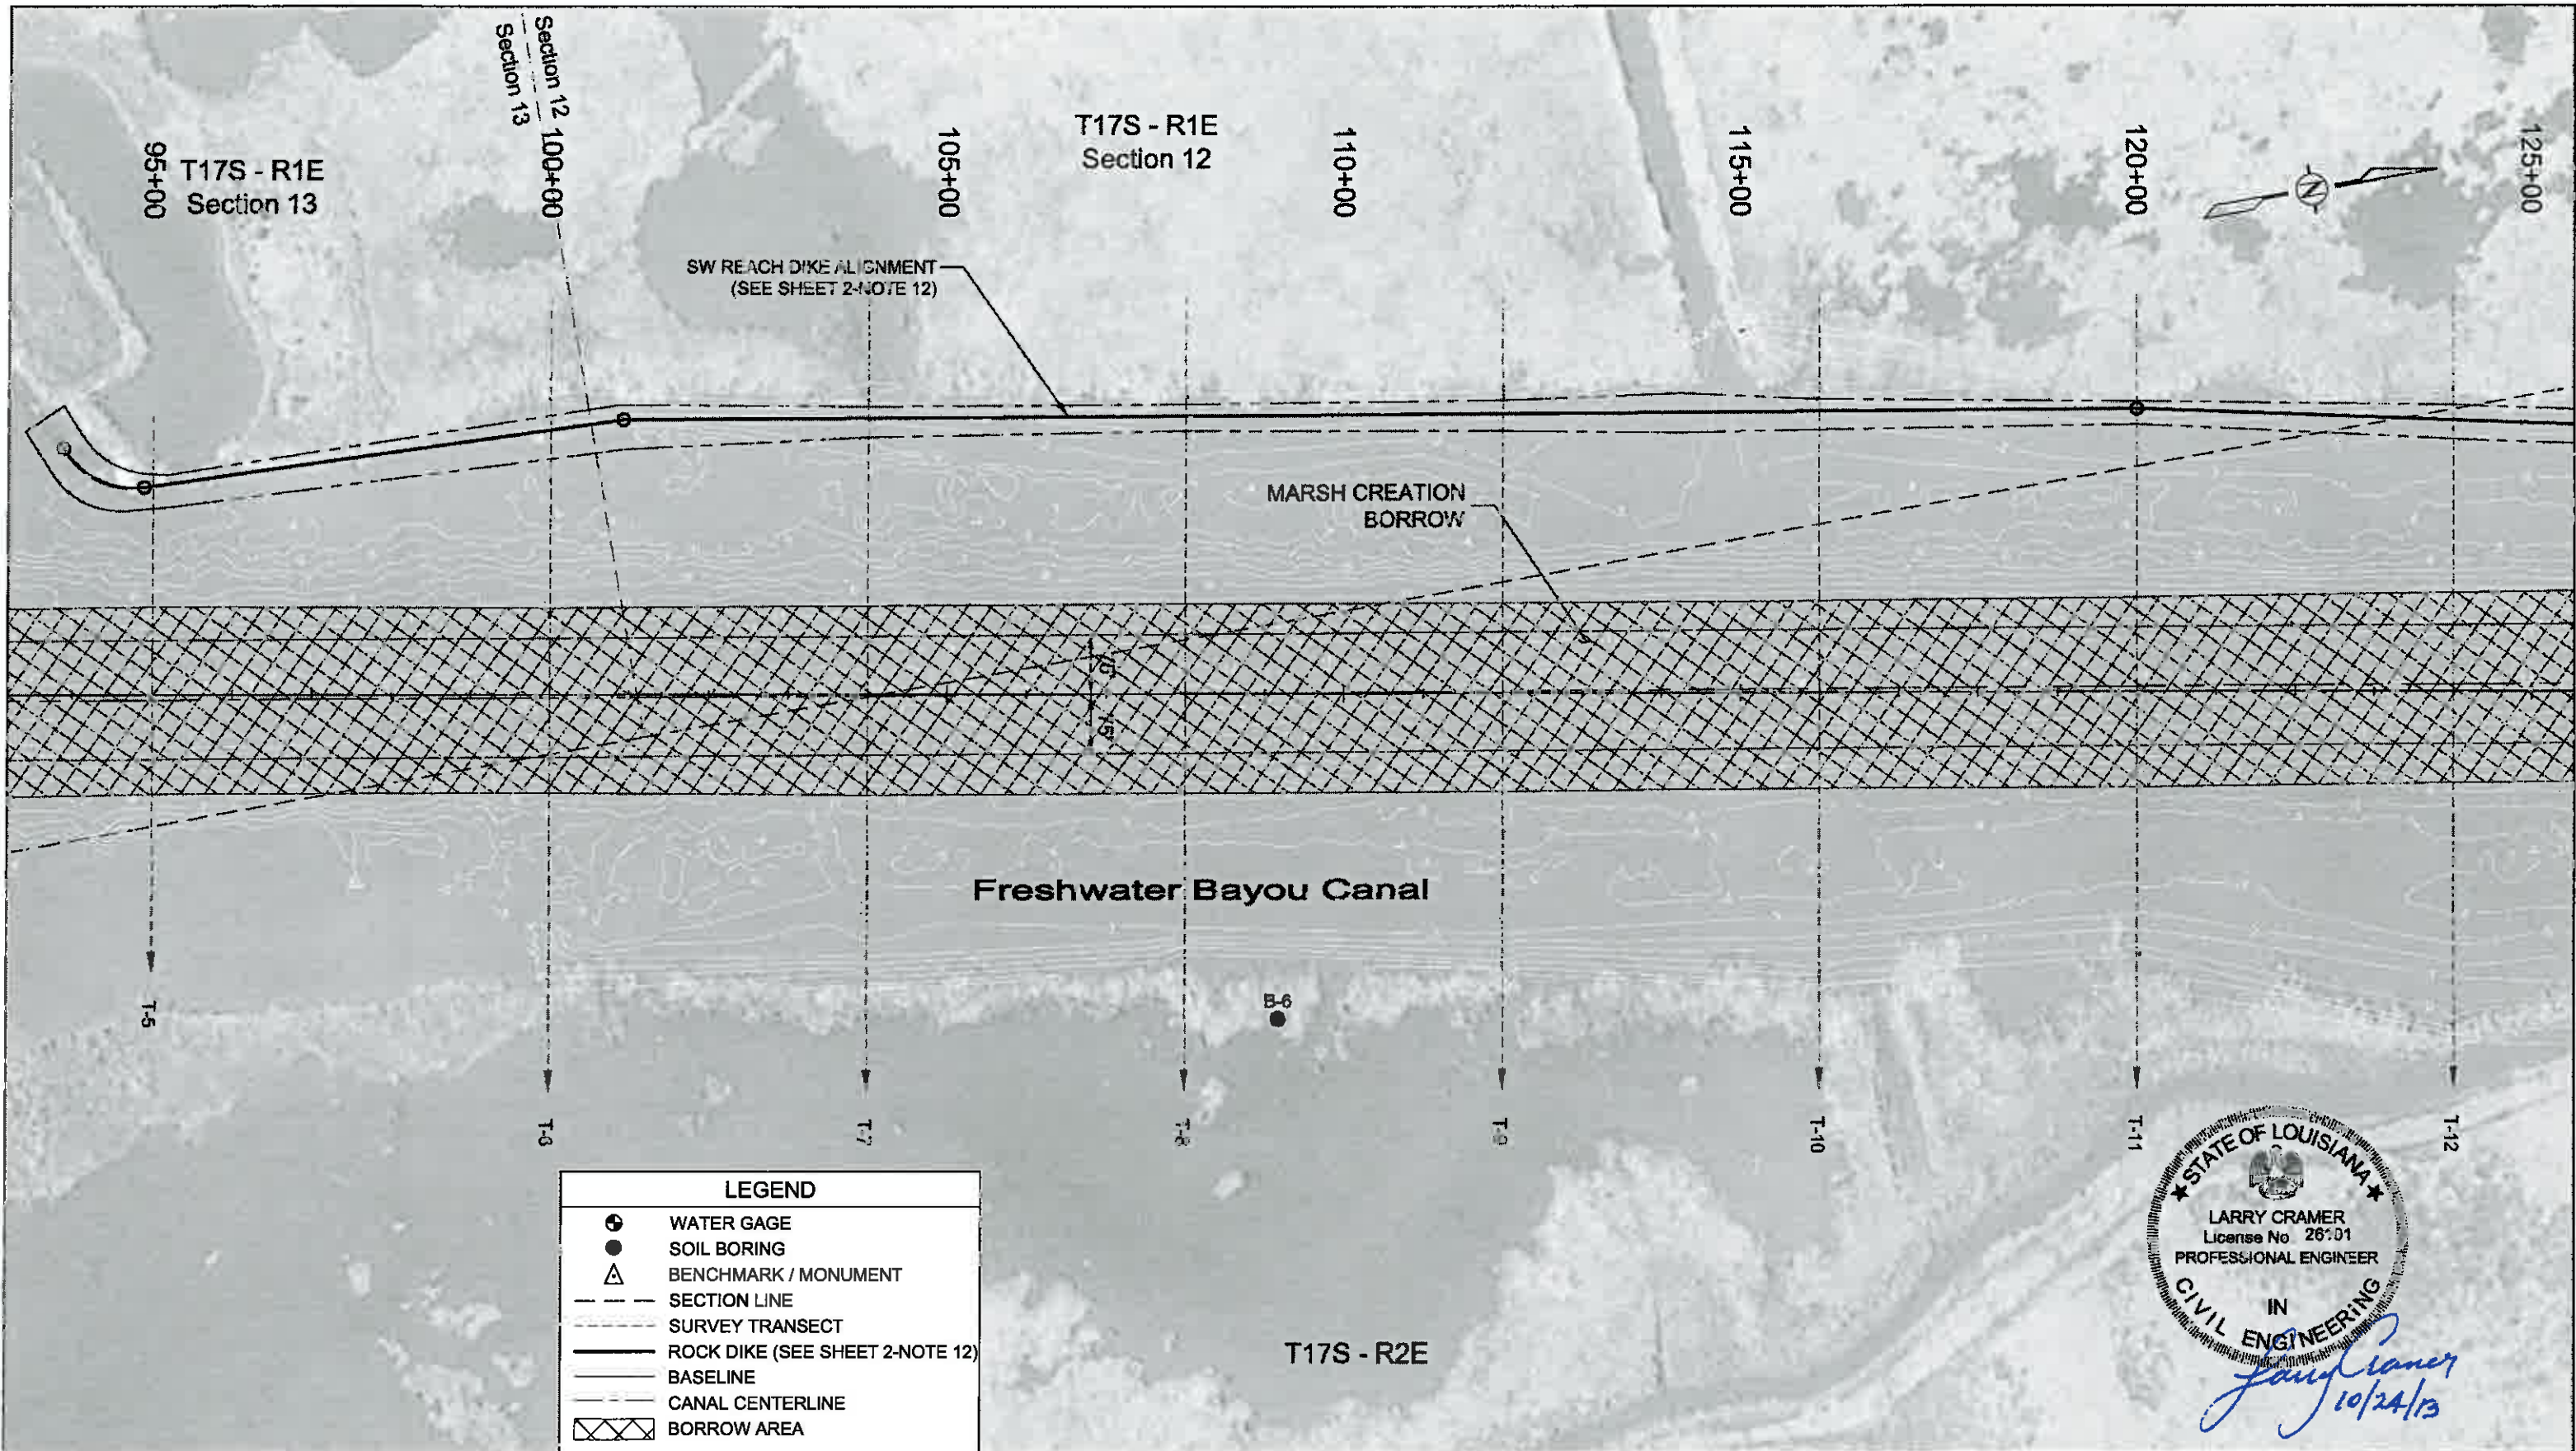 Section 12
Section 13
95+00
T17S - R1E
Section 13
100+00
105+00
T17S - R1E
Section 12
110+00
115+00
120+00
N
125+00
SW REACH DIKE ALIGNMENT
(SEE SHEET 2-NOTE 12)
MARSH CREATION
BORROW
Freshwater Bayou Canal
B-6
T-5
T-6
T-7
T-8
T-9
T-10
T-11
T-12
LEGEND
WATER GAGE
SOIL BORING
BENCHMARK / MONUMENT
SECTION LINE
SURVEY TRANSECT
ROCK DIKE (SEE SHEET 2-NOTE 12)
BASELINE
CANAL CENTERLINE
BORROW AREA
T17S - R2E
STATE OF LOUISIANA
LARRY CRAMER
License No. 26101
PROFESSIONAL ENGINEER
IN
CIVIL ENGINEERING
Larry Cramer
10/24/13